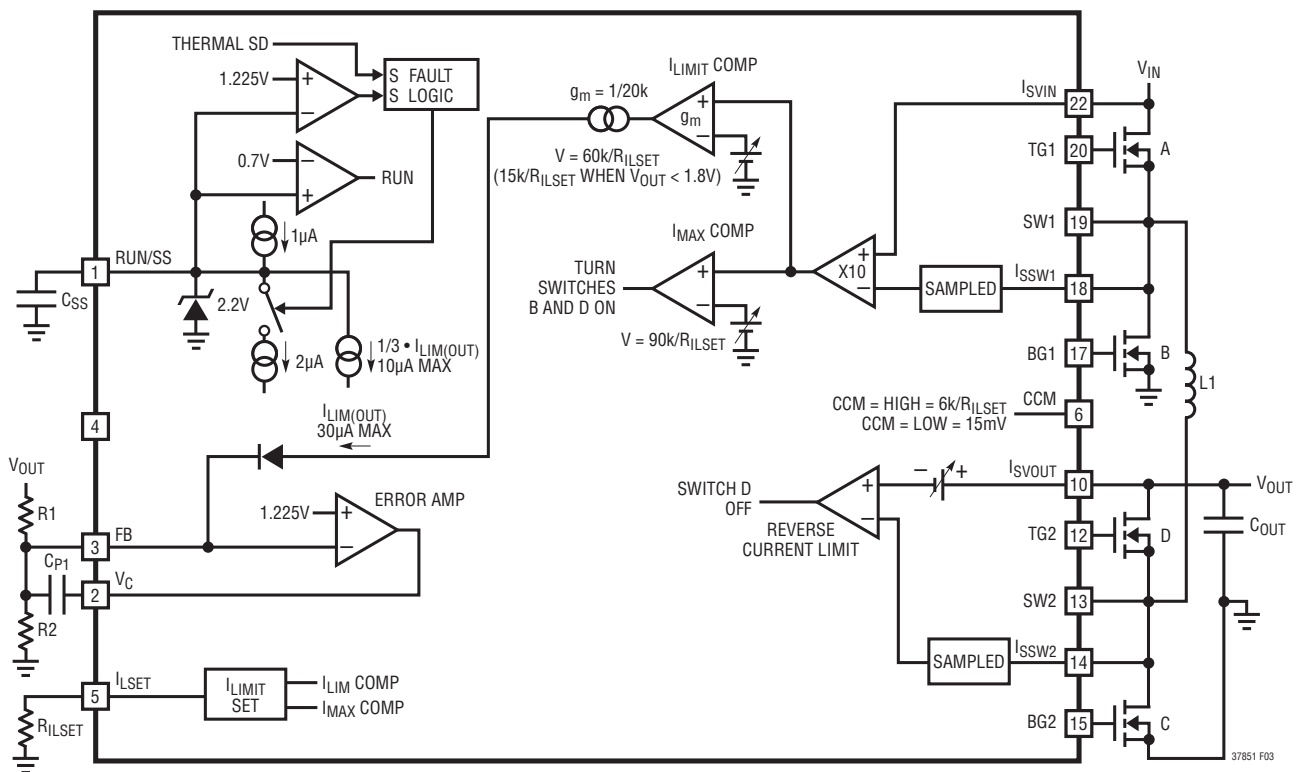 THERMAL SD
1.225V
+
−
S FAULT
S LOGIC
0.7V
−
+
RUN
1µA
1
RUN/SS
CSS
2.2V
2µA
1/3 • ILIM(OUT)
10µA MAX
gm = 1/20k
ILIMIT COMP
+
gm
−
V = 60k/RILSET
(15k/RILSET WHEN VOUT < 1.8V)
IMAX COMP
+
−
TURN
SWITCHES
B AND D ON
V = 90k/RILSET
+
X10
−
SAMPLED
ISVIN
22
VIN
TG1
20
A
SW1
19
ISSW1
18
BG1
17
B
L1
CCM
6
CCM = HIGH = 6k/RILSET
CCM = LOW = 15mV
4
ILIM(OUT)
30µA MAX
VOUT
R1
FB
3
CP1
VC
2
R2
1.225V
+
−
ERROR AMP
ILSET
5
RILSET
ILIMIT
SET
ILIM COMP
IMAX COMP
SWITCH D
OFF
+
−
REVERSE
CURRENT LIMIT
− +
ISVOUT
10
VOUT
TG2
12
D
COUT
SW2
13
SAMPLED
ISSW2
14
BG2
15
C
37851 F03